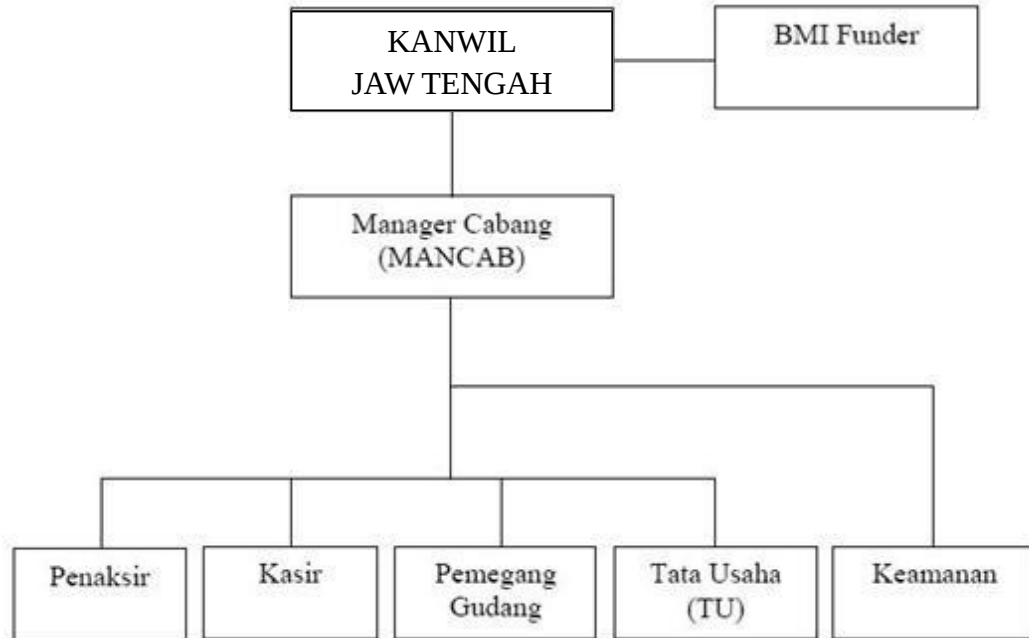 KANWIL
JAW TENGAH
BMI Funder
Manager Cabang
(MANCAB)
Penaksir
Kasir
Pemegang
Gudang
Tata Usaha
(TU)
Keamanan